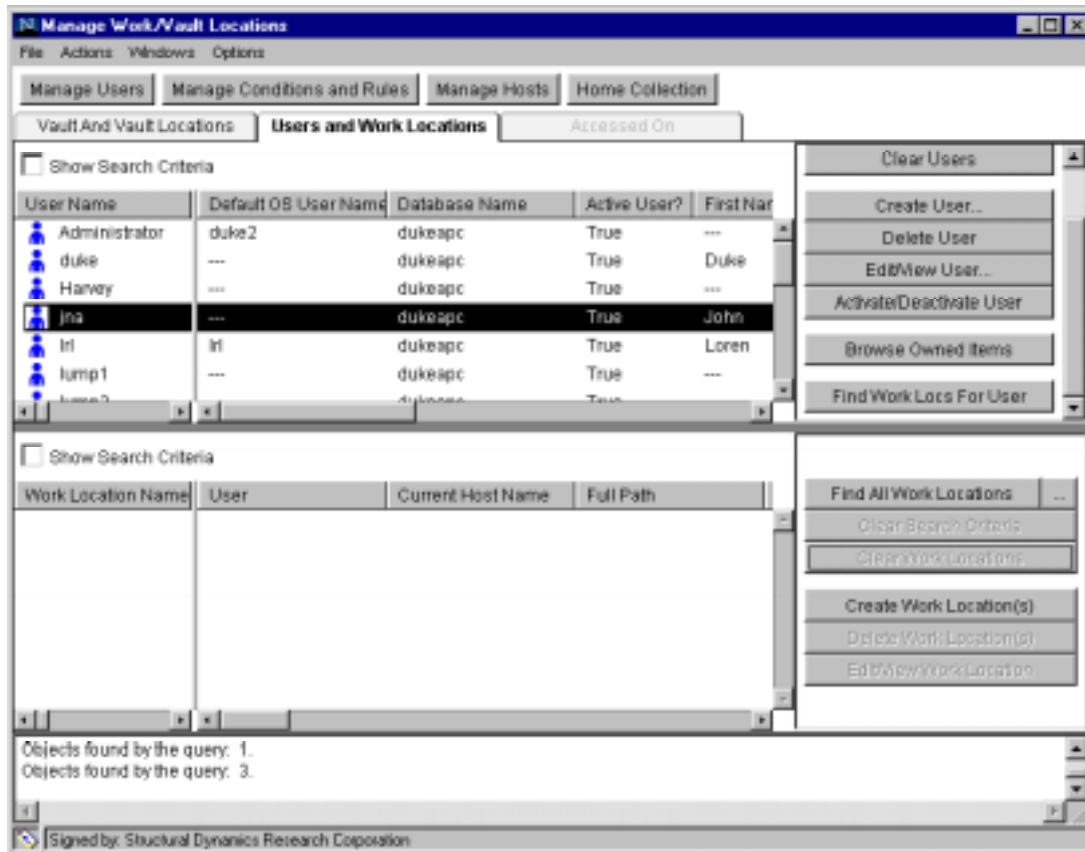 Manage Work/Vault Locations
File Actions Windows Options
Manage Users Manage Conditions and Rules Manage Hosts Home Collection
Vault And Vault Locations Users and Work Locations Accessed On
Show Search Criteria
Clear Users
User Name Default OS User Name Database Name Active User? First Nar
Create User...
Administrator duke2 dukeapc True ---
Delete User
duke --- dukeapc True Duke
Edit/View User...
Harvey --- dukeapc True ---
Activate/Deactivate User
jna --- dukeapc True John
lrl lrl dukeapc True Loren
Browse Owned Items
lump1 --- dukeapc True ---
Find Work Locs For User
Show Search Criteria
Work Location Name User Current Host Name Full Path
Find All Work Locations ...
Clear Search Criteria
Clear Work Locations
Create Work Location(s)
Delete Work Location(s)
Edit/View Work Location
Objects found by the query: 1.
Objects found by the query: 3.
Signed by: Structural Dynamics Research Corporation